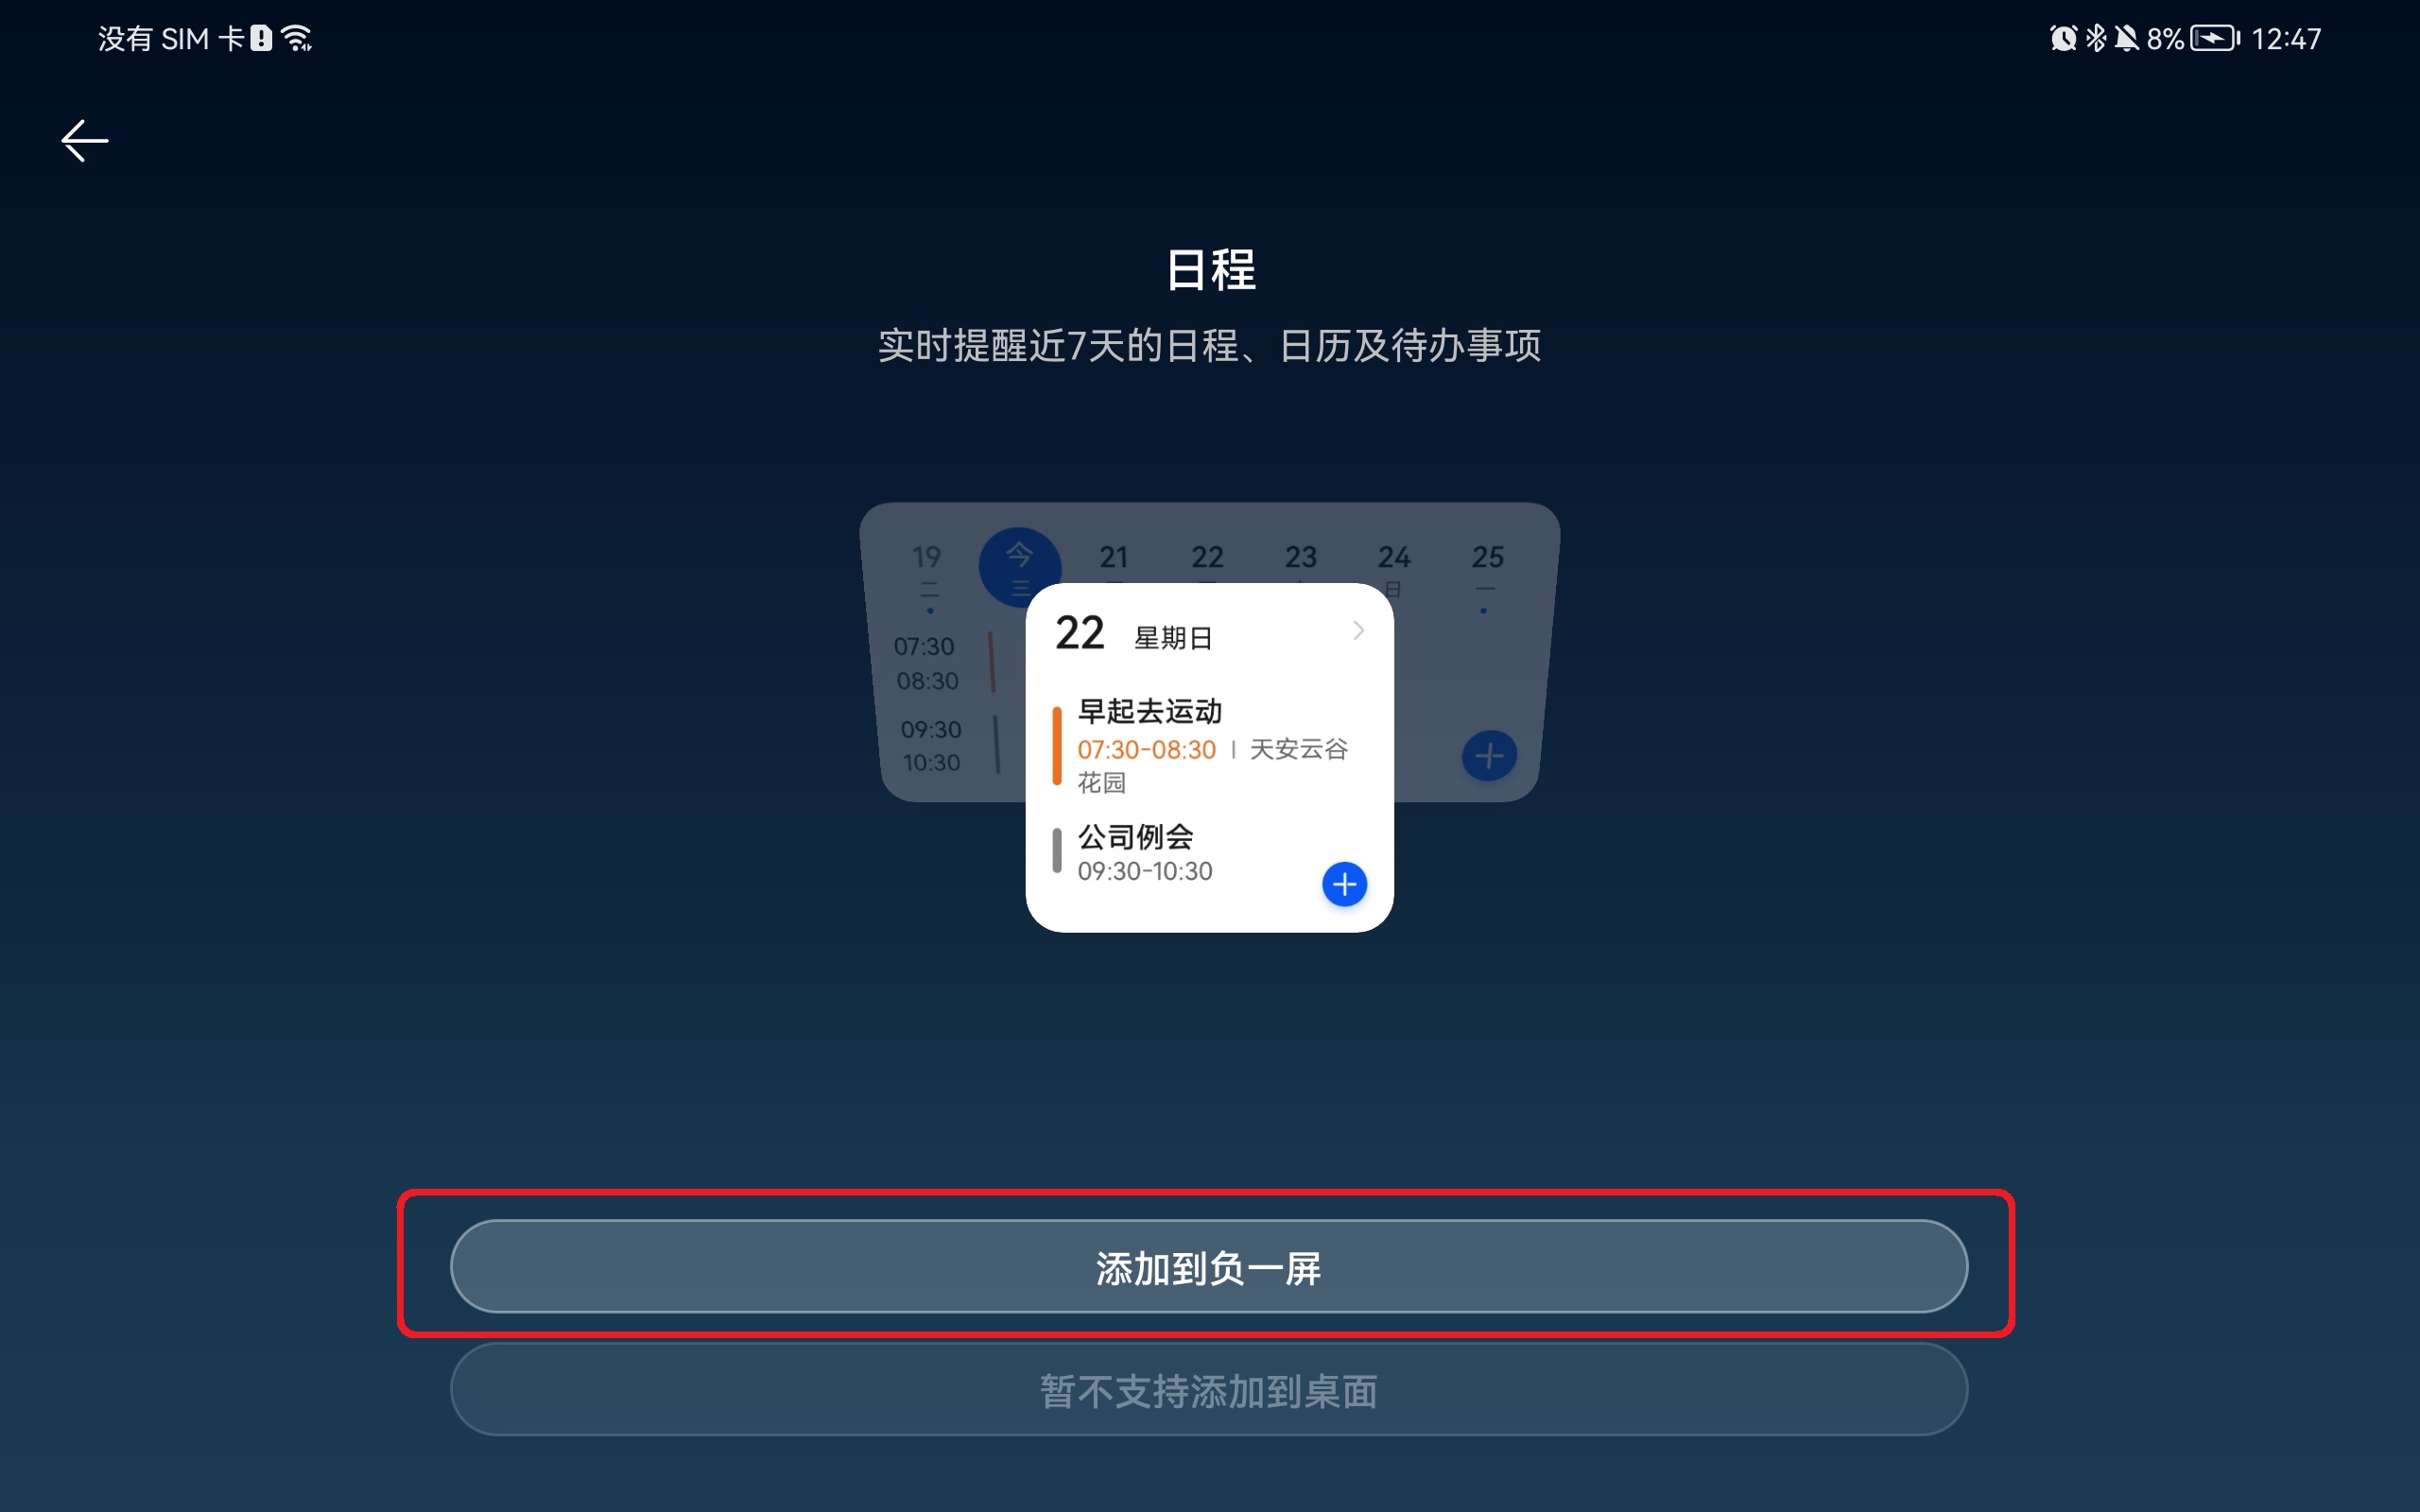 没有 SIM 卡
8% 12:47
日程
实时提醒近7天的日程、日历及待办事项
19 今 21 22 23 24 25
二 三 日 一
07:30
08:30
09:30
10:30
22 星期日
早起去运动
07:30-08:30 | 天安云谷
花园
公司例会
09:30-10:30
添加到负一屏
暂不支持添加到桌面